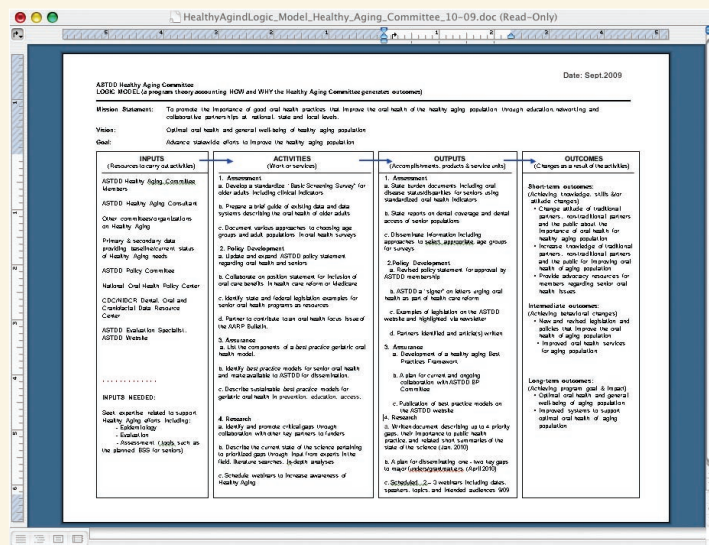 HealthyAgindLogic_Model_Healthy_Aging_Committee_10-09.doc (Read-Only)
Date: Sept.2009
ASTDD Healthy Aging Committee
LOGIC MODEL (a program theory accounting HOW and WHY the Healthy Aging Committee generates outcomes)
Mission Statement: To promote the importance of good oral health practices that improve the oral health of the healthy aging population through education, networking and
collaborative partnerships at national, state and local levels.
Vision: Optimal oral health and general well-being of healthy aging population
Goal: Advance statewide efforts to improve the healthy aging population
INPUTS
(Resources to carry out activities)
ASTDD Healthy Aging Committee
Members
ASTDD Healthy Aging Consultant
Other committees/organizations
on Healthy Aging
Primary & secondary data
providing baseline/current status
of Healthy Aging needs
ASTDD Policy Committee
National Oral Health Policy Center
CDC/NIDCR Dental, Oral and
Craniofacial Data Resource
Center
ASTDD Evaluation Specialist,
ASTDD Website
INPUTS NEEDED:
Seek expertise related to support
Healthy Aging efforts including:
- Epidemiology
- Evaluation
- Assessment (tools, such as
the planned BSS for seniors)
ACTIVITIES
(Work or services)
1. Assessment
a. Develop a standardize "Basic Screening Survey" for
older adults including clinical indicators
b. Prepare a brief guide of existing data and data
systems describing the oral health of older adults
c. Document various approaches to choosing age
groups and adult populations in oral health surveys
2. Policy Development
a. Update and expand ASTDD policy statement
regarding oral health and seniors
b. Collaborate on position statement for inclusion of
oral care benefits in health care reform or Medicare
c. Identify state and federal legislation examples for
senior oral health programs as resources
d. Partner to contribute to an oral health focus issue of
the AARP Bulletin.
3. Assurance
a. List the components of a best practice geriatric oral
health model.
b. Identify best practice models for senior oral health
and make available to ASTDD for dissemination.
c. Describe sustainable best practice models for
geriatric oral health in prevention, education, access.
4. Research
a. Identify and promote critical gaps through
collaboration with other key partners to funders
b. Describe the current state of the science pertaining
to prioritized gaps through input from experts in the
field, literature searches, in-depth analyses
c. Schedule webinars to increase awareness of
Healthy Aging
OUTPUTS
(Accomplishments, products & service units)
1. Assessment
a. State burden documents including oral
disease status/disparities for seniors using
standardized oral health indicators
b. State reports on dental coverage and dental
access of senior populations
c. Disseminate information including
approaches to select appropriate age groups
for surveys
2.Policy Development
a. Revised policy statement for approval by
ASTDD membership
b. ASTDD a "signer" on letters urging oral
health as part of health care reform
c. Examples of legislation on the ASTDD
website and highlighted via newsletter
d. Partners identified and article(s) written
3. Assurance
a. Development of a healthy aging Best
Practices Framework
b. A plan for current and ongoing
collaboration with ASTDD BP
Committee
c. Publication of best practice models on
the ASTDD website
4. Research
a. Written document describing up to 4 priority
gaps, their importance to public health
practice, and related short summaries of the
state of the science (Jan. 2010)
b. A plan for disseminating one - two key gaps
to major funders/grantmakers (April 2010)
c. Scheduled 2 – 3 webinars including dates,
speakers, topics, and intended audiences 9/09
OUTCOMES
(Changes as a result of the activities)
Short-term outcomes:
(Achieving knowledge, skills &/or
attitude changes)
• Change attitude of traditional
partners, non-traditional partners
and the public about the
importance of oral health for
healthy aging population
• Increase knowledge of traditional
partners, non-traditional partners
and the public for improving oral
health of aging population
• Provide advocacy resources for
members regarding senior oral
health issues
Intermediate outcomes:
(Achieving behavioral changes)
• New and revised legislation and
policies that improve the oral
health of aging population
• Improved oral health services
for aging population
Long-term outcomes:
(Achieving program goal & impact)
• Optimal oral health and general
well-being of aging population
• Improved systems to support
optimal oral health of aging
population